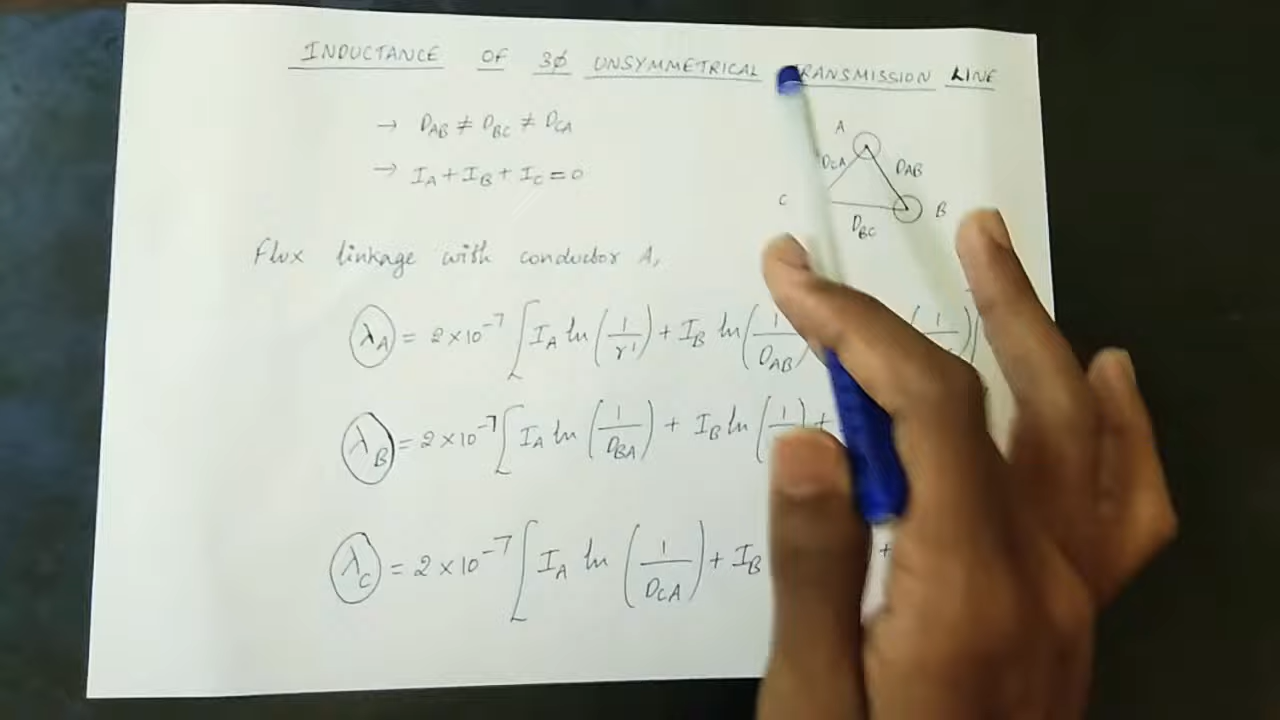 INDUCTANCE OF 3ϕ UNSYMMETRICAL TRANSMISSION LINE
→ D_AB ≠ D_BC ≠ D_CA
→ I_A + I_B + I_C = 0
A
D_CA
D_AB
C
B
D_BC
Flux linkage with conductor A,
λ_A = 2×10^-7 [ I_A ln (1/r') + I_B ln (1/D_AB)
λ_B = 2×10^-7 [ I_A ln (1/D_BA) + I_B ln (1/ ) +
λ_C = 2×10^-7 [ I_A ln (1/D_CA) + I_B +